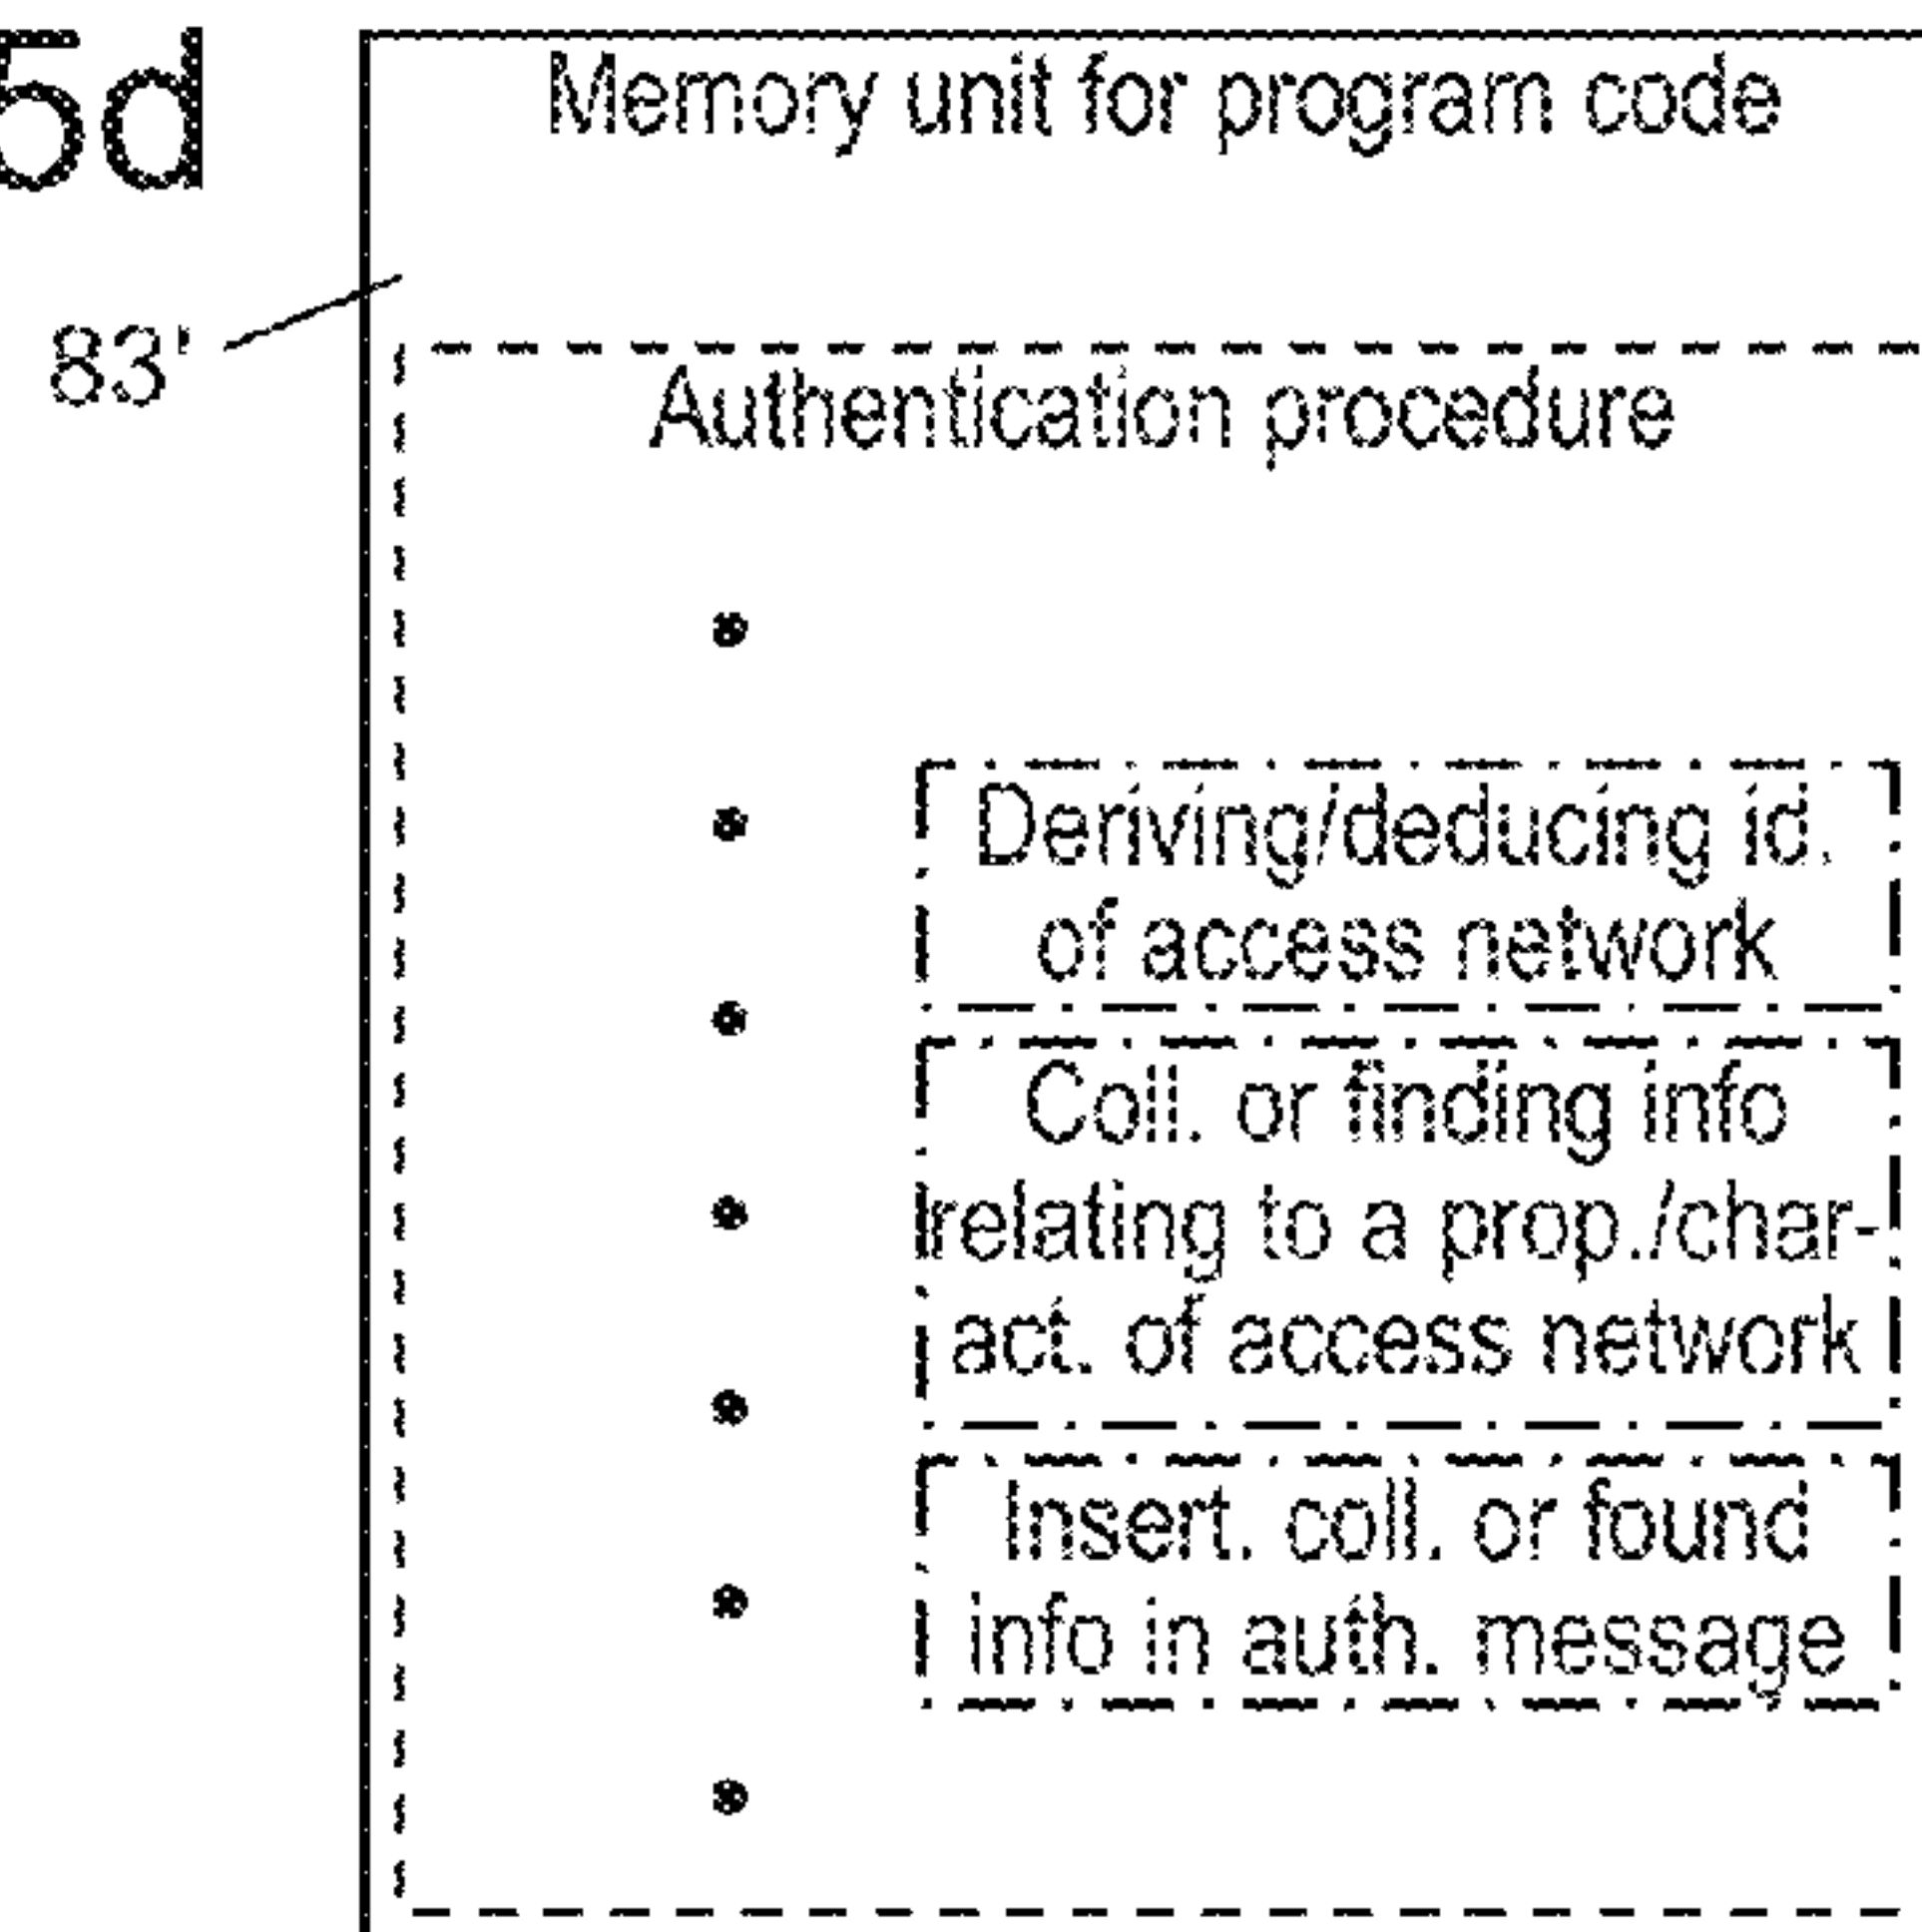 5d
Memory unit for program code
83'
Authentication procedure
Deriving/deducing id.
of access network
Coll. or finding info
relating to a prop./char-
act. of access network
Insert. coll. or found
info in auth. message